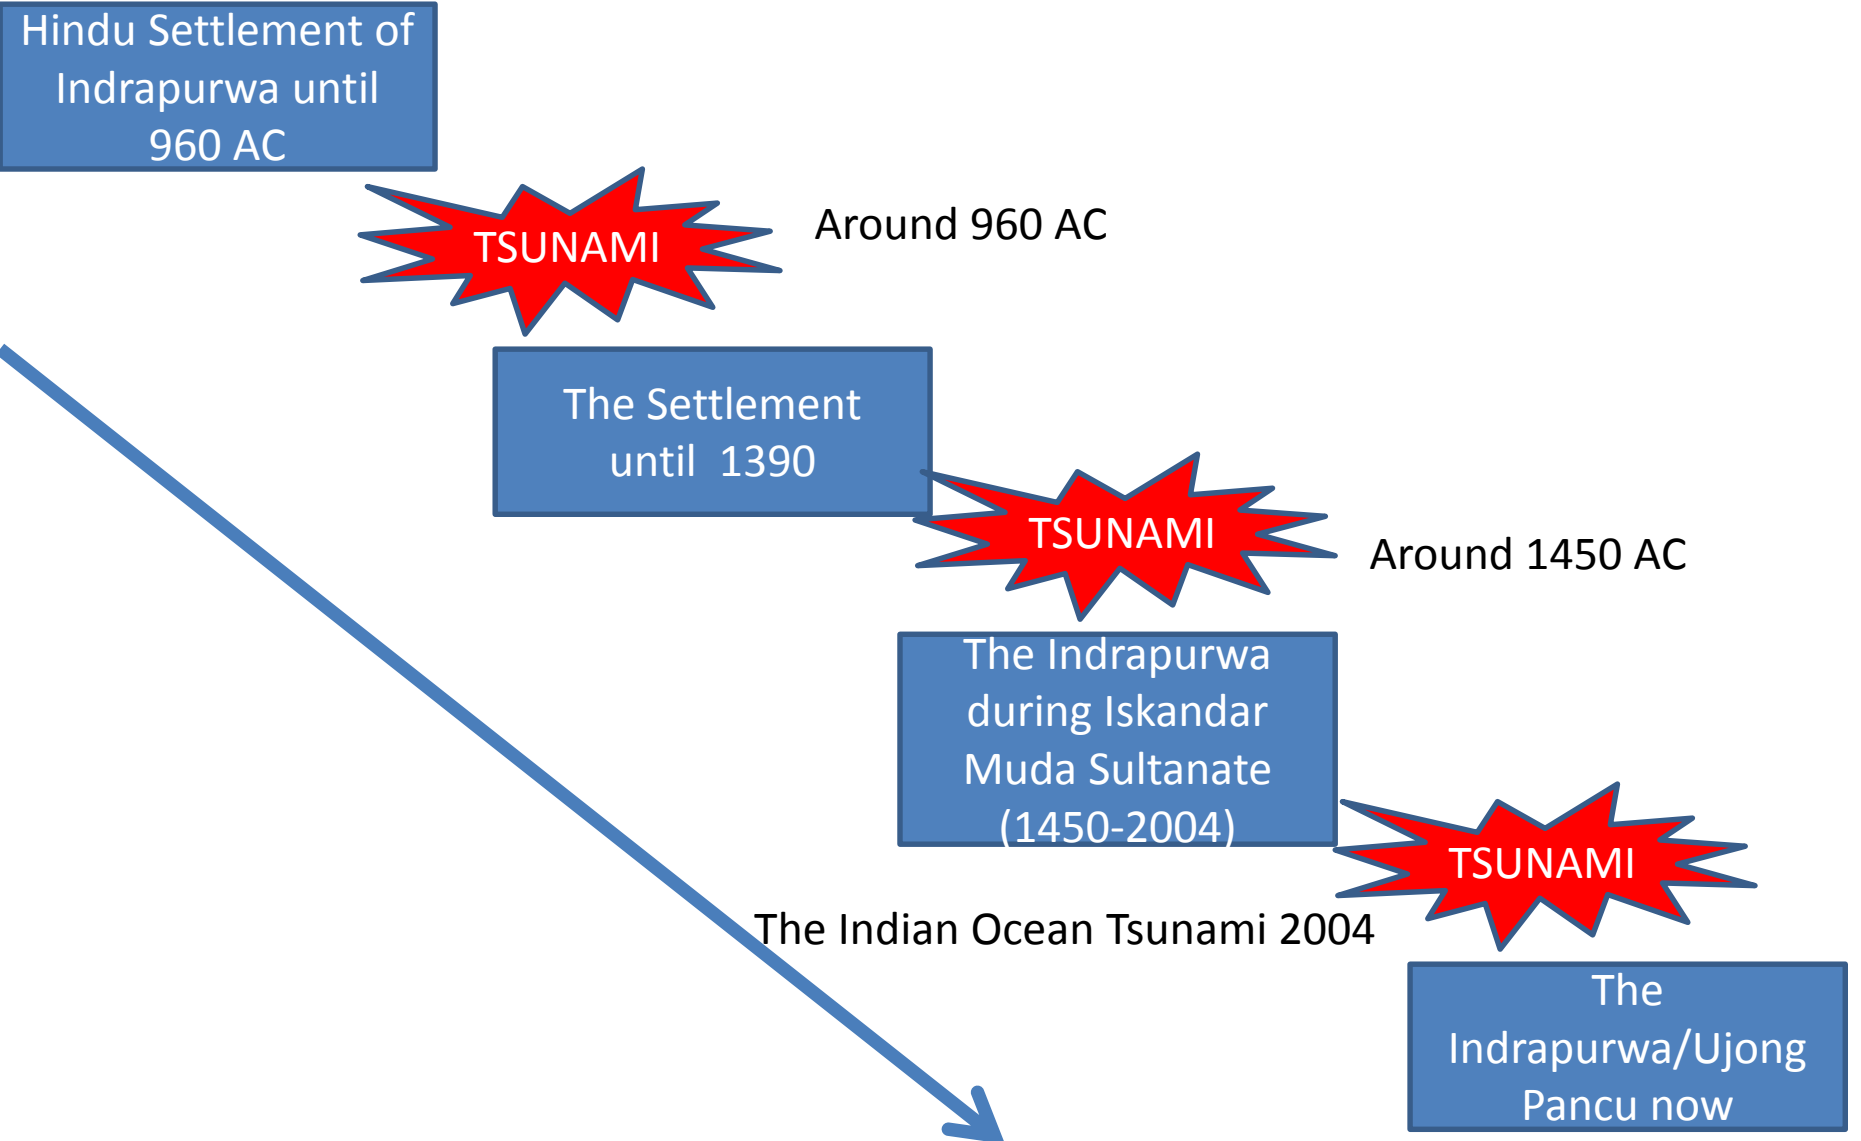 Hindu Settlement of
Indrapurwa until
960 AC
TSUNAMI
Around 960 AC
The Settlement
until 1390
TSUNAMI
Around 1450 AC
The Indrapurwa
during Iskandar
Muda Sultanate
(1450-2004)
TSUNAMI
The Indian Ocean Tsunami 2004
The
Indrapurwa/Ujong
Pancu now